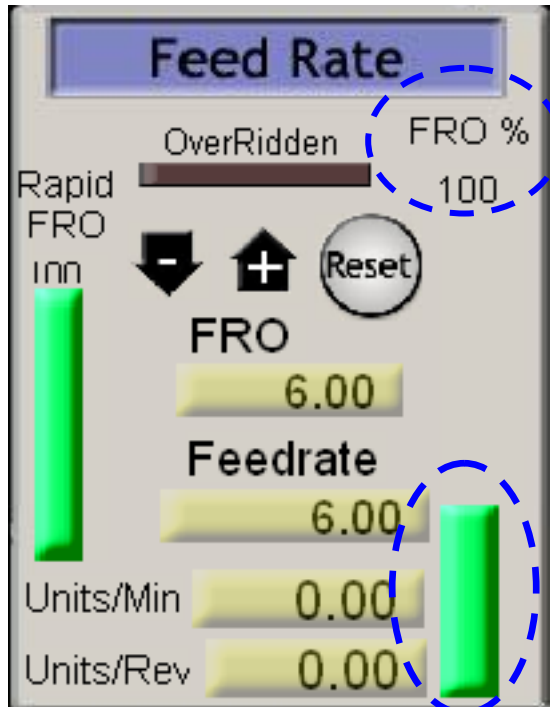 Feed Rate
OverRidden
FRO %
100
Rapid
FRO
100
-
+
Reset
FRO
6.00
Feedrate
6.00
Units/Min 0.00
Units/Rev 0.00